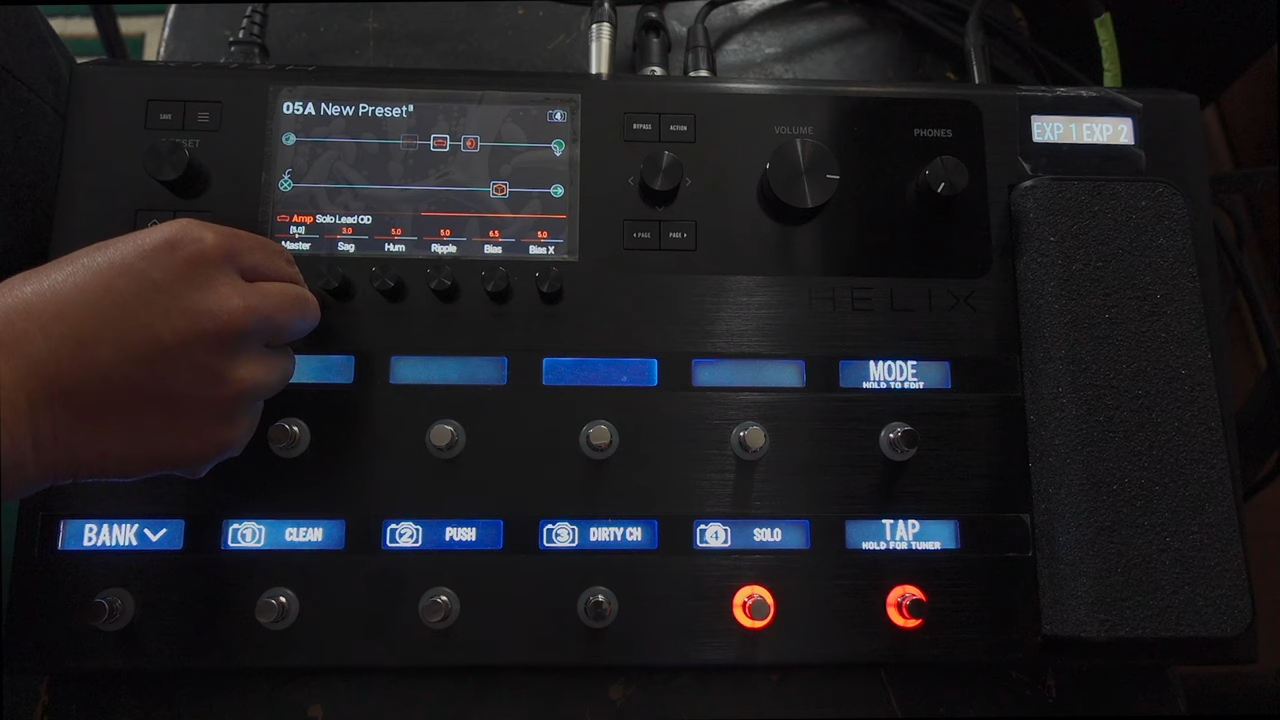 05A New Preset
4
SAVE
PRESET
BYPASS ACTION
VOLUME
PHONES
EXP 1 EXP 2
Amp Solo Lead OD
[5.0] 3.0 5.0 5.0 6.5 5.0
Master Sag Hum Ripple Bias Bias X
PAGE PAGE
HELIX
MODE
HOLD TO EDIT
BANK
1 CLEAN
2 PUSH
3 DIRTY CH
4 SOLO
TAP
HOLD FOR TUNER